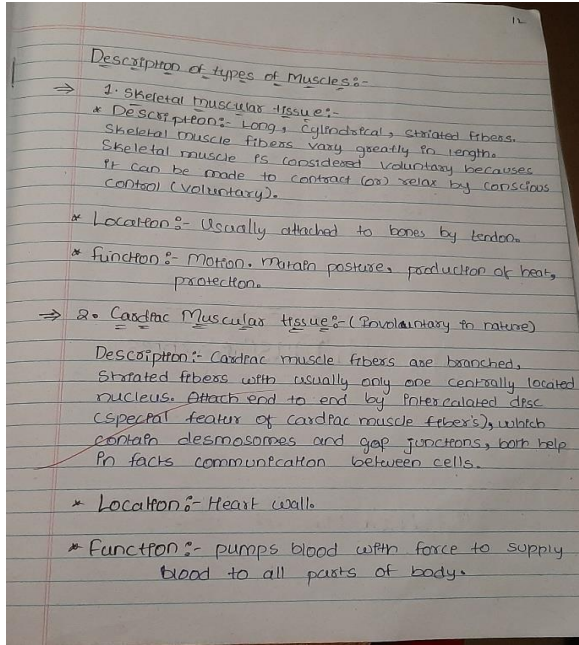 12
Description of types of Muscles:-
⇒ 1. Skeletal muscular tissue:-
* Description:- Long, Cylindrical, striated fibers.
Skeletal muscle fibers vary greatly in length.
Skeletal muscle is considered voluntary becauses
it can be made to contract (or) relax by conscious
control (voluntary).
* Location:- Usually attached to bones by tendon.
* function:- Motion. matain posture, production of heat,
protection.
⇒ 2. Cardiac Muscular tissue:- (Involuntary in nature)
Description:- Cardiac muscle fibers are branched,
Striated fibers with usually only one centrally located
nucleus. Attach end to end by intercalated disc
(special featur of cardiac muscle fiber's), which
contain desmosomes and gap junctions, both help
in facts communication between cells.
* Location:- Heart wall.
* Function:- pumps blood with force to supply
blood to all parts of body.